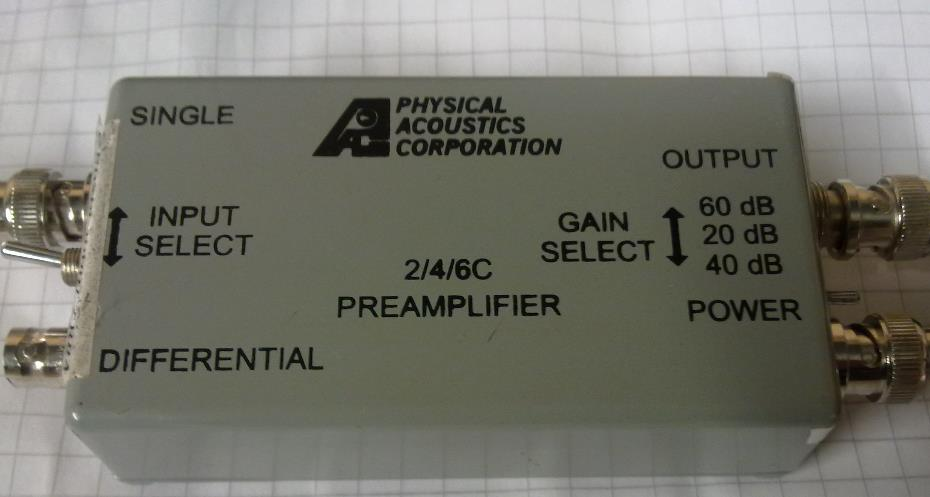 SINGLE
PHYSICAL
ACOUSTICS
CORPORATION
OUTPUT
INPUT
SELECT
GAIN
SELECT
60 dB
20 dB
40 dB
2/4/6C
PREAMPLIFIER
POWER
DIFFERENTIAL